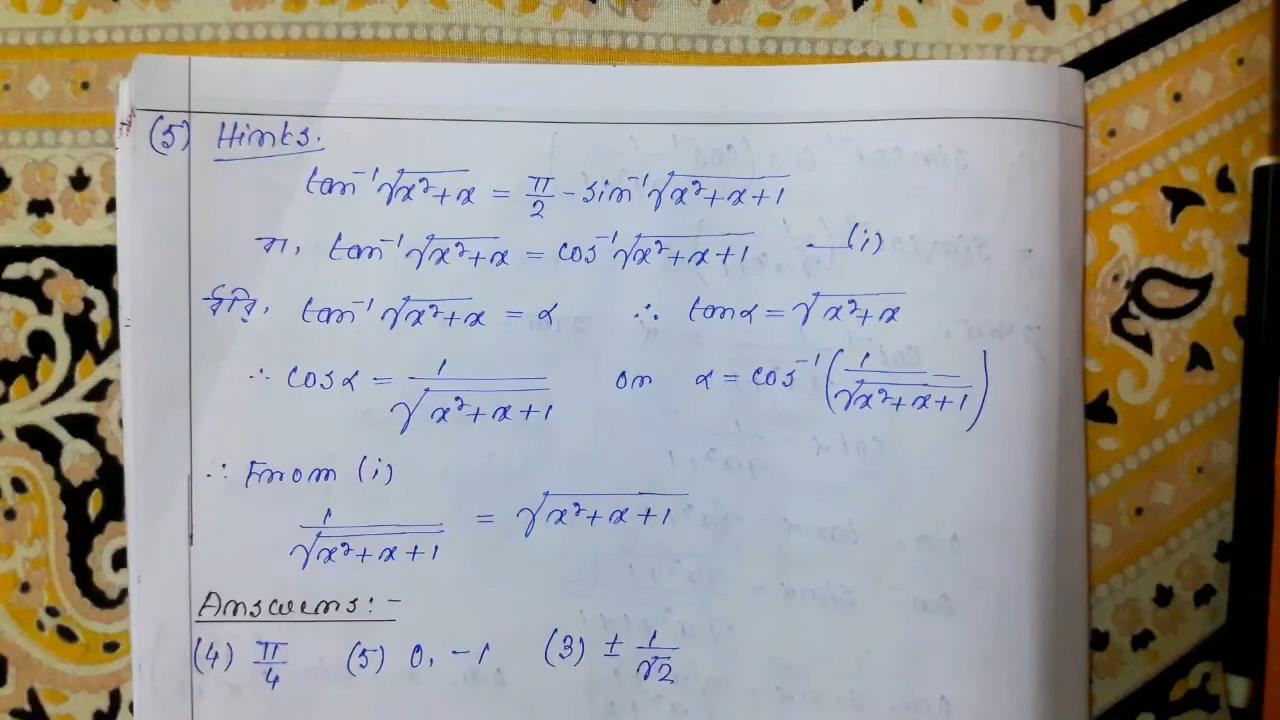 (5) Hints.
tan⁻¹√(x²+x) = π/2 - sin⁻¹√(x²+x+1)
বা, tan⁻¹√(x²+x) = cos⁻¹√(x²+x+1) —(i)
ধরি, tan⁻¹√(x²+x) = α ∴ tanα = √(x²+x)
∴ cosα = 1/√(x²+x+1) or α = cos⁻¹(1/√(x²+x+1))
∴ From (i)
1/√(x²+x+1) = √(x²+x+1)
Answers:-
(4) π/4 (5) 0, -1 (3) ± 1/√2